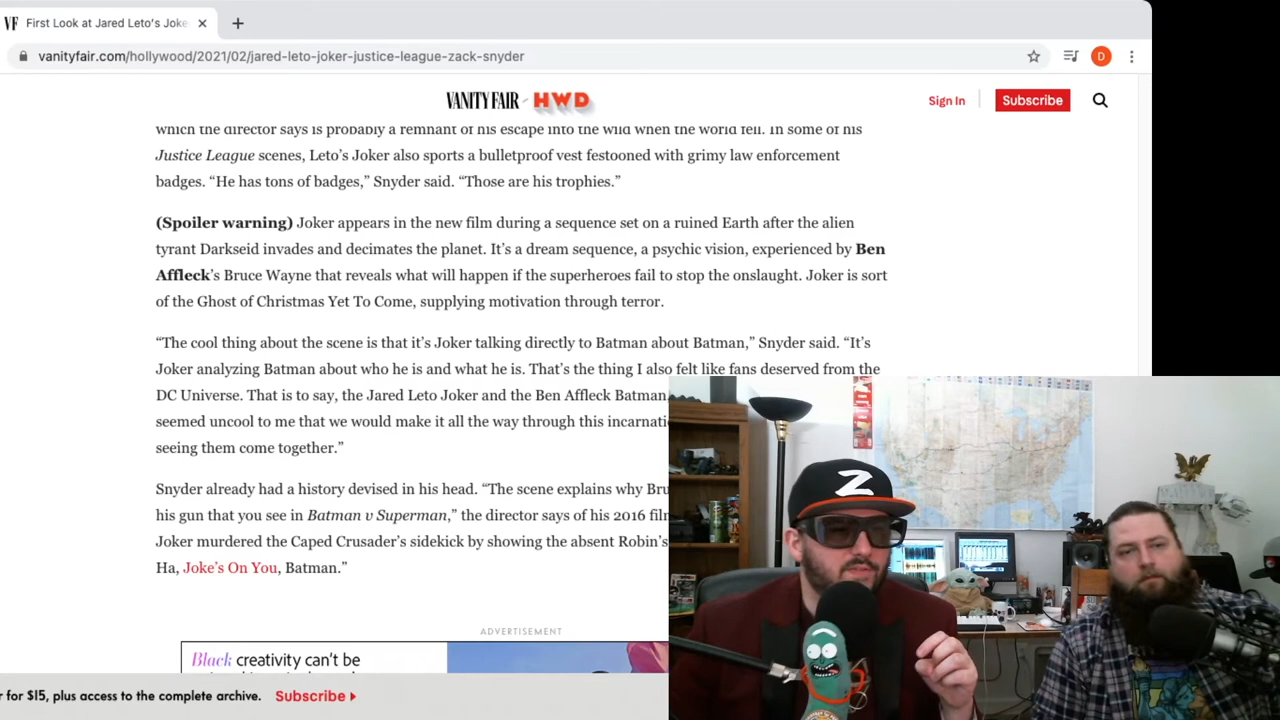 VF First Look at Jared Leto's Joke
vanityfair.com/hollywood/2021/02/jared-leto-joker-justice-league-zack-snyder
D
VANITY FAIR HWD
Sign In
Subscribe
which the director says is probably a remnant of his escape into the wild when the world fell. In some of his
Justice League scenes, Leto's Joker also sports a bulletproof vest festooned with grimy law enforcement
badges. “He has tons of badges,” Snyder said. “Those are his trophies.”
(Spoiler warning) Joker appears in the new film during a sequence set on a ruined Earth after the alien
tyrant Darkseid invades and decimates the planet. It's a dream sequence, a psychic vision, experienced by Ben
Affleck's Bruce Wayne that reveals what will happen if the superheroes fail to stop the onslaught. Joker is sort
of the Ghost of Christmas Yet To Come, supplying motivation through terror.
“The cool thing about the scene is that it's Joker talking directly to Batman about Batman,” Snyder said. “It's
Joker analyzing Batman about who he is and what he is. That's the thing I also felt like fans deserved from the
DC Universe. That is to say, the Jared Leto Joker and the Ben Affleck Batman,
seemed uncool to me that we would make it all the way through this incarnati
seeing them come together.”
Snyder already had a history devised in his head. “The scene explains why Bru
his gun that you see in Batman v Superman,” the director says of his 2016 film
Joker murdered the Caped Crusader's sidekick by showing the absent Robin's
Ha, Joke's On You, Batman.”
Z
ADVERTISEMENT
Black creativity can't be
r for $15, plus access to the complete archive. Subscribe